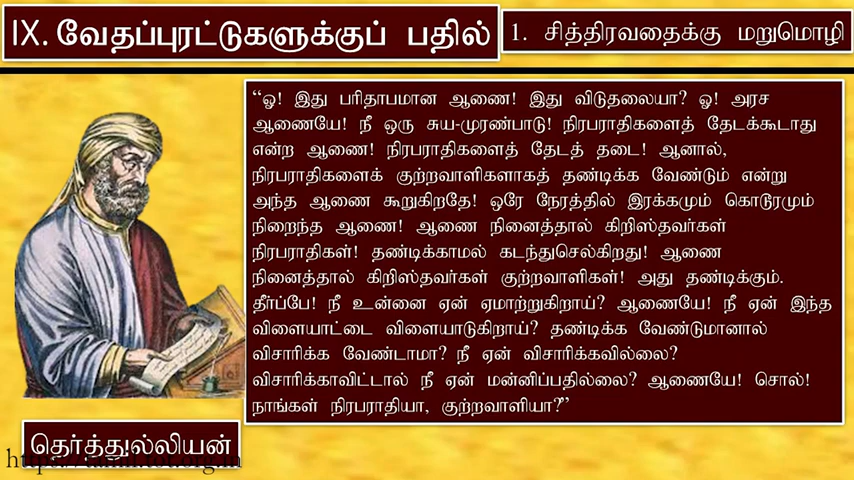 IX. வேதப்புரட்டுகளுக்குப் பதில்
1. சித்திரவதைக்கு மறுமொழி
“ஓ! இது பரிதாபமான ஆணை! இது விடுதலையா? ஓ! அரச
ஆணையே! நீ ஒரு சுய-முரண்பாடு! நிரபராதிகளைத் தேடக்கூடாது
என்ற ஆணை! நிரபராதிகளைத் தேடத் தடை! ஆனால்,
நிரபராதிகளைக் குற்றவாளிகளாகத் தண்டிக்க வேண்டும் என்று
அந்த ஆணை கூறுகிறதே! ஒரே நேரத்தில் இரக்கமும் கொடூரமும்
நிறைந்த ஆணை! ஆணை நினைத்தால் கிறிஸ்தவர்கள்
நிரபராதிகள்! தண்டிக்காமல் கடந்துசெல்கிறது! ஆணை
நினைத்தால் கிறிஸ்தவர்கள் குற்றவாளிகள்! அது தண்டிக்கும்.
தீர்ப்பே! நீ உன்னை ஏன் ஏமாற்றுகிறாய்? ஆணையே! நீ ஏன் இந்த
விளையாட்டை விளையாடுகிறாய்? தண்டிக்க வேண்டுமானால்
விசாரிக்க வேண்டாமா? நீ ஏன் விசாரிக்கவில்லை?
விசாரிக்காவிட்டால் நீ ஏன் மன்னிப்பதில்லை? ஆணையே! சொல்!
நாங்கள் நிரபராதியா, குற்றவாளியா?”
தெர்த்துல்லியன்